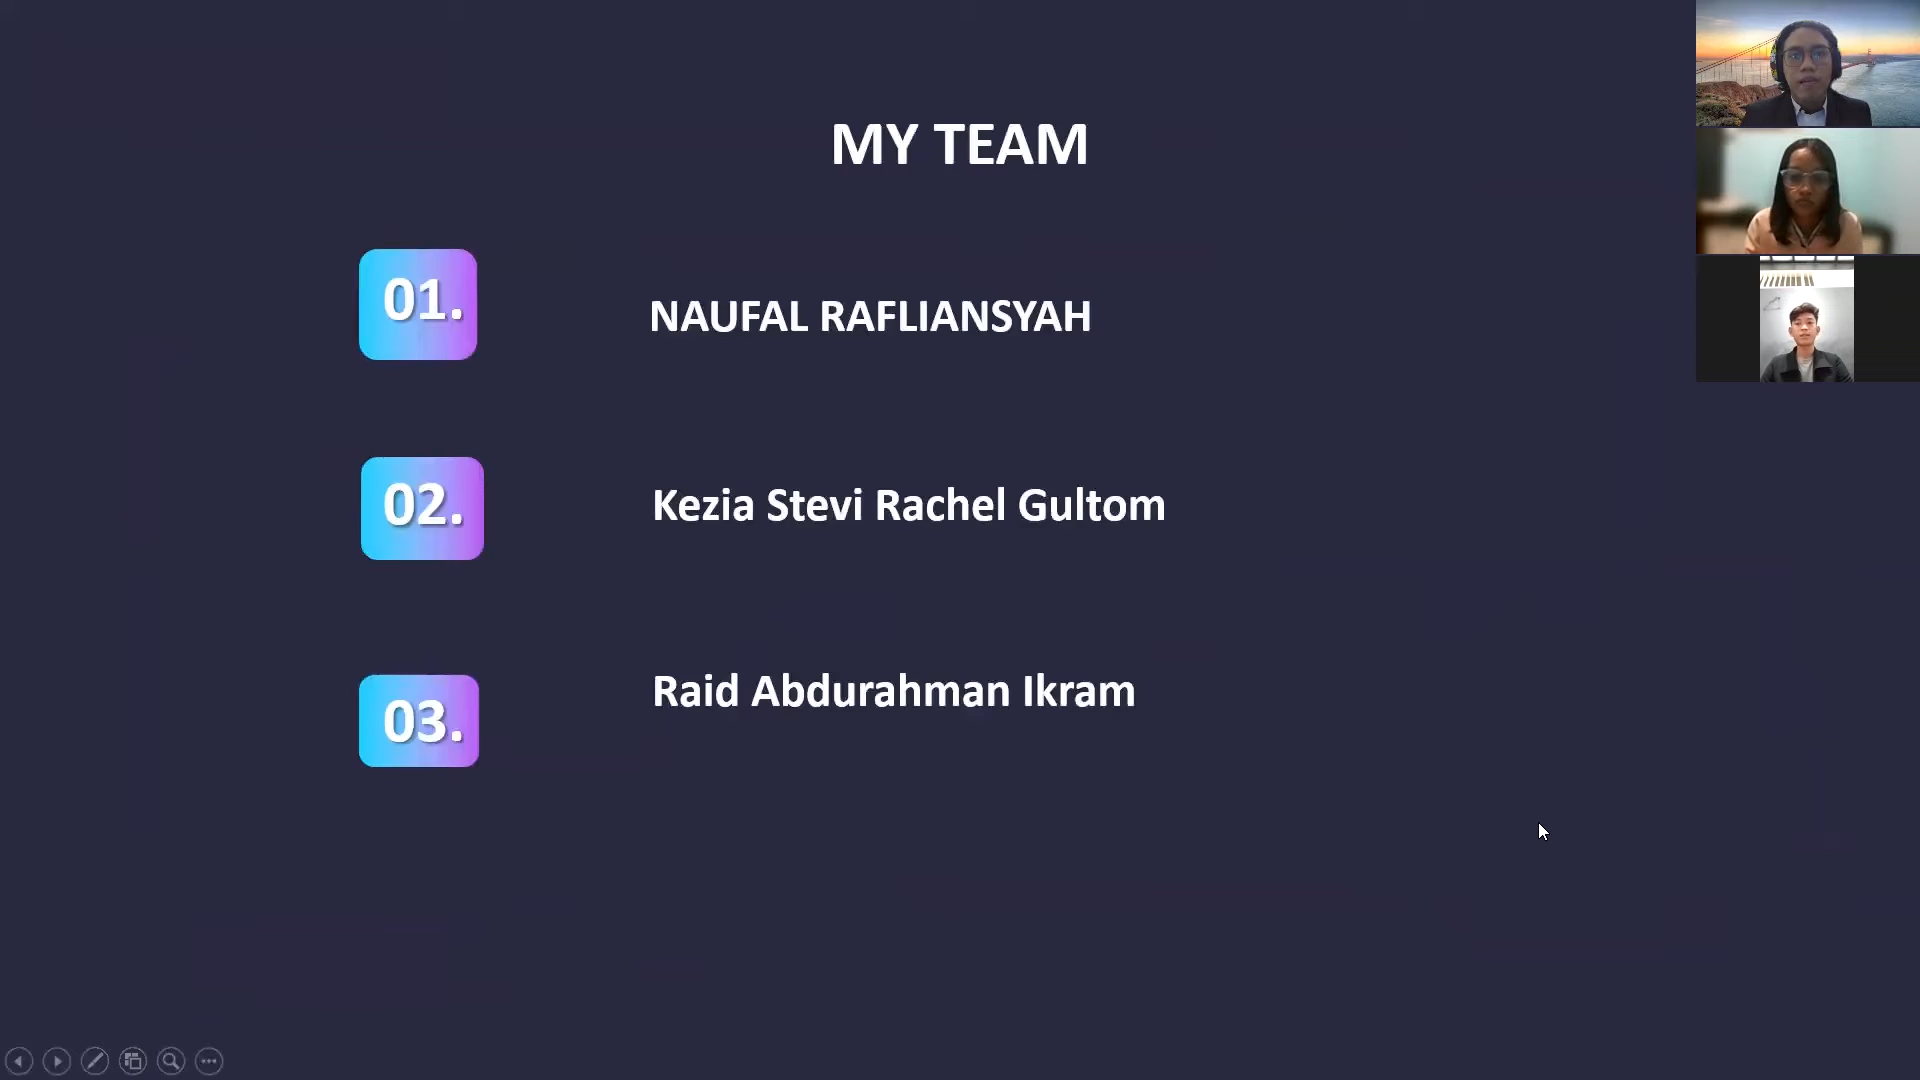 MY TEAM
01.
NAUFAL RAFLIANSYAH
02.
Kezia Stevi Rachel Gultom
03.
Raid Abdurahman Ikram